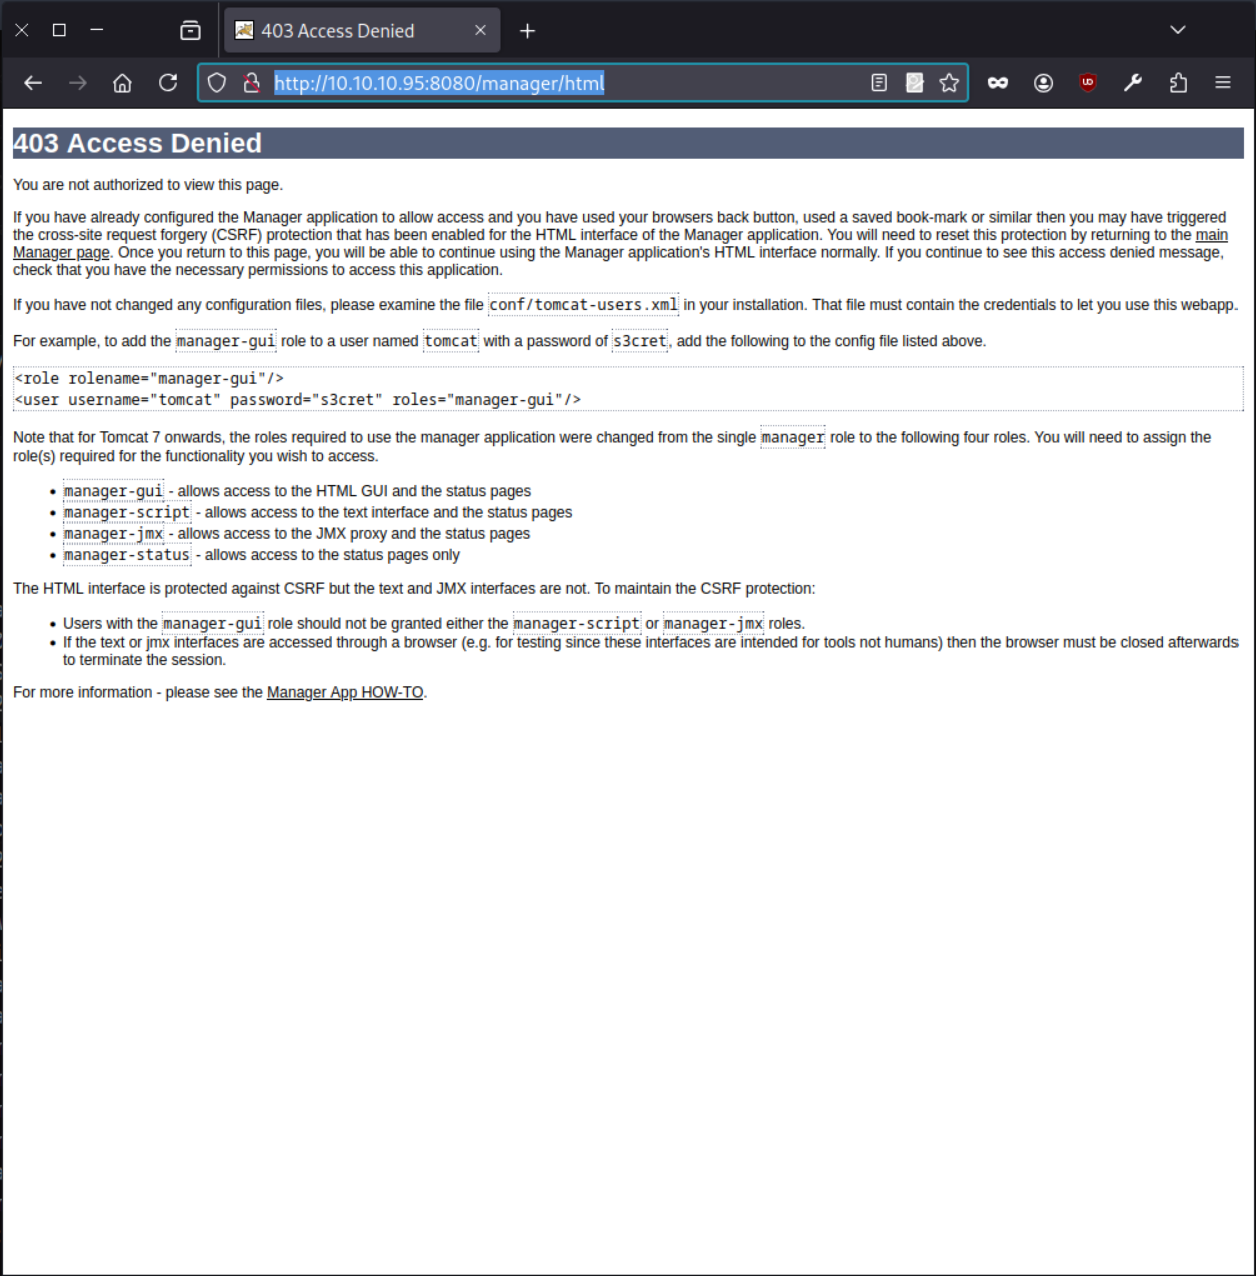 403 Access Denied
http://10.10.10.95:8080/manager/html
403 Access Denied
You are not authorized to view this page.
If you have already configured the Manager application to allow access and you have used your browsers back button, used a saved book-mark or similar then you may have triggered
the cross-site request forgery (CSRF) protection that has been enabled for the HTML interface of the Manager application. You will need to reset this protection by returning to the main
Manager page. Once you return to this page, you will be able to continue using the Manager application's HTML interface normally. If you continue to see this access denied message,
check that you have the necessary permissions to access this application.
If you have not changed any configuration files, please examine the file conf/tomcat-users.xml in your installation. That file must contain the credentials to let you use this webapp.
For example, to add the manager-gui role to a user named tomcat with a password of s3cret, add the following to the config file listed above.
<role rolename="manager-gui"/>
<user username="tomcat" password="s3cret" roles="manager-gui"/>
Note that for Tomcat 7 onwards, the roles required to use the manager application were changed from the single manager role to the following four roles. You will need to assign the
role(s) required for the functionality you wish to access.
• manager-gui - allows access to the HTML GUI and the status pages
• manager-script - allows access to the text interface and the status pages
• manager-jmx - allows access to the JMX proxy and the status pages
• manager-status - allows access to the status pages only
The HTML interface is protected against CSRF but the text and JMX interfaces are not. To maintain the CSRF protection:
• Users with the manager-gui role should not be granted either the manager-script or manager-jmx roles.
• If the text or jmx interfaces are accessed through a browser (e.g. for testing since these interfaces are intended for tools not humans) then the browser must be closed afterwards
to terminate the session.
For more information - please see the Manager App HOW-TO.